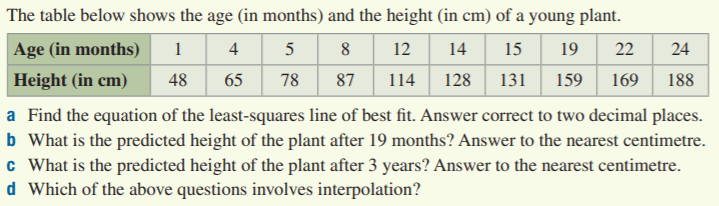 The table below shows the age (in months) and the height (in cm) of a young plant.
Age (in months) 1 4 5 8 12 14 15 19 22 24
Height (in cm) 48 65 78 87 114 128 131 159 169 188
a Find the equation of the least-squares line of best fit. Answer correct to two decimal places.
b What is the predicted height of the plant after 19 months? Answer to the nearest centimetre.
c What is the predicted height of the plant after 3 years? Answer to the nearest centimetre.
d Which of the above questions involves interpolation?